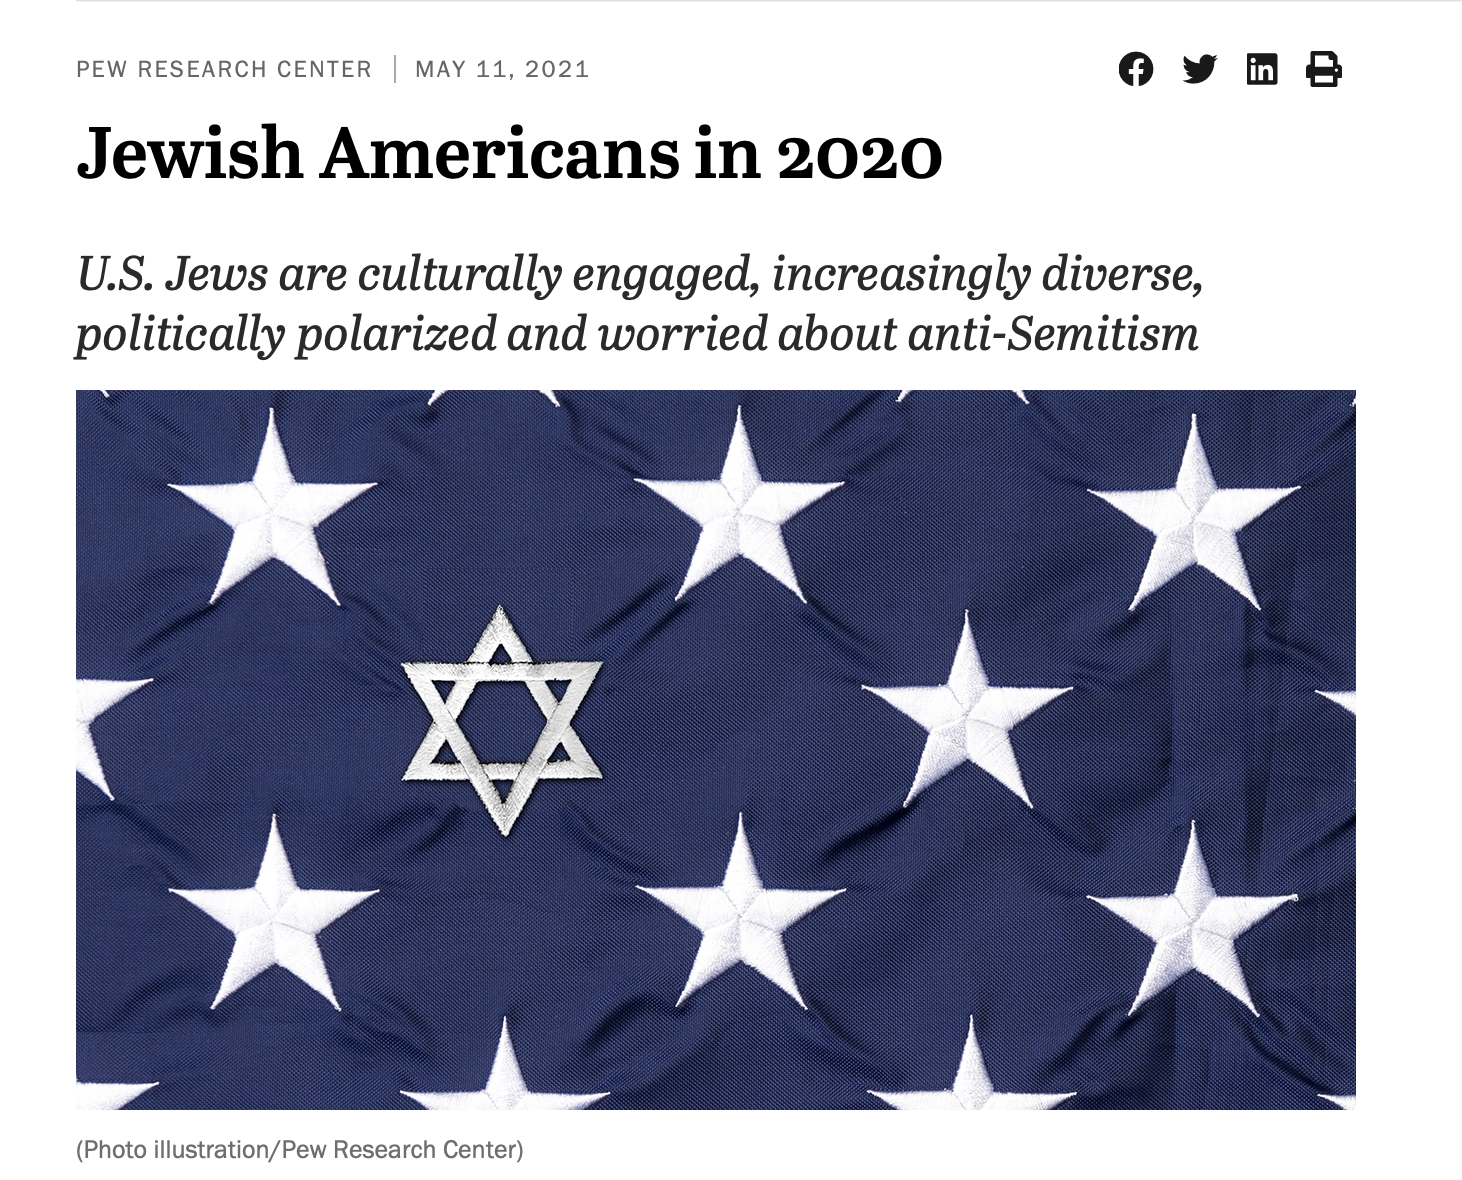 PEW RESEARCH CENTER | MAY 11, 2021
Jewish Americans in 2020
U.S. Jews are culturally engaged, increasingly diverse,
politically polarized and worried about anti-Semitism
(Photo illustration/Pew Research Center)